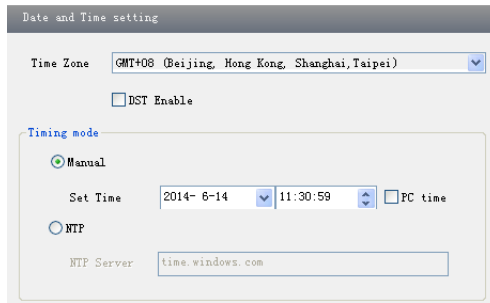 Date and Time setting
Time Zone GMT+08 (Beijing, Hong Kong, Shanghai,Taipei)
DST Enable
Timing mode
Manual
Set Time 2014- 6-14 11:30:59 PC time
NTP
NTP Server time.windows.com